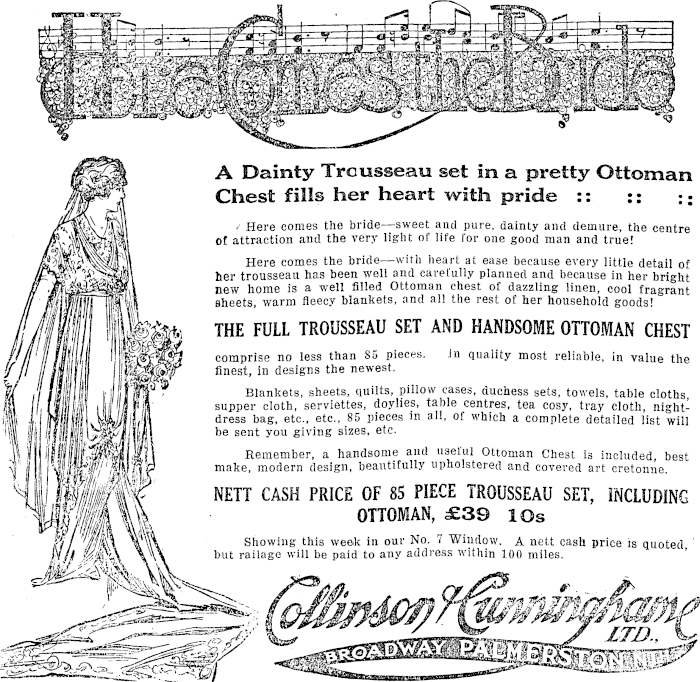 Here Comes the Bride
A Dainty Trousseau set in a pretty Ottoman
Chest fills her heart with pride :: :: ::
Here comes the bride—sweet and pure, dainty and demure, the centre
of attraction and the very light of life for one good man and true!
Here comes the bride—with heart at ease because every little detail of
her trousseau has been well and carefully planned and because in her bright
new home is a well filled Ottoman chest of dazzling linen, cool fragrant
sheets, warm fleecy blankets, and all the rest of her household goods!
THE FULL TROUSSEAU SET AND HANDSOME OTTOMAN CHEST
comprise no less than 85 pieces. In quality most reliable, in value the
finest, in designs the newest.
Blankets, sheets, quilts, pillow cases, duchess sets, towels, table cloths,
supper cloth, serviettes, doylies, table centres, tea cosy, tray cloth, night-
dress bag, etc., etc., 85 pieces in all, of which a complete detailed list will
be sent you giving sizes, etc.
Remember, a handsome and useful Ottoman Chest is included, best
make, modern design, beautifully upholstered and covered art cretonne.
NETT CASH PRICE OF 85 PIECE TROUSSEAU SET, INCLUDING
OTTOMAN, £39 10s
Showing this week in our No. 7 Window. A nett cash price is quoted,
but railage will be paid to any address within 100 miles.
Collinson & Cunninghame
LTD.,
BROADWAY PALMERSTON NTH